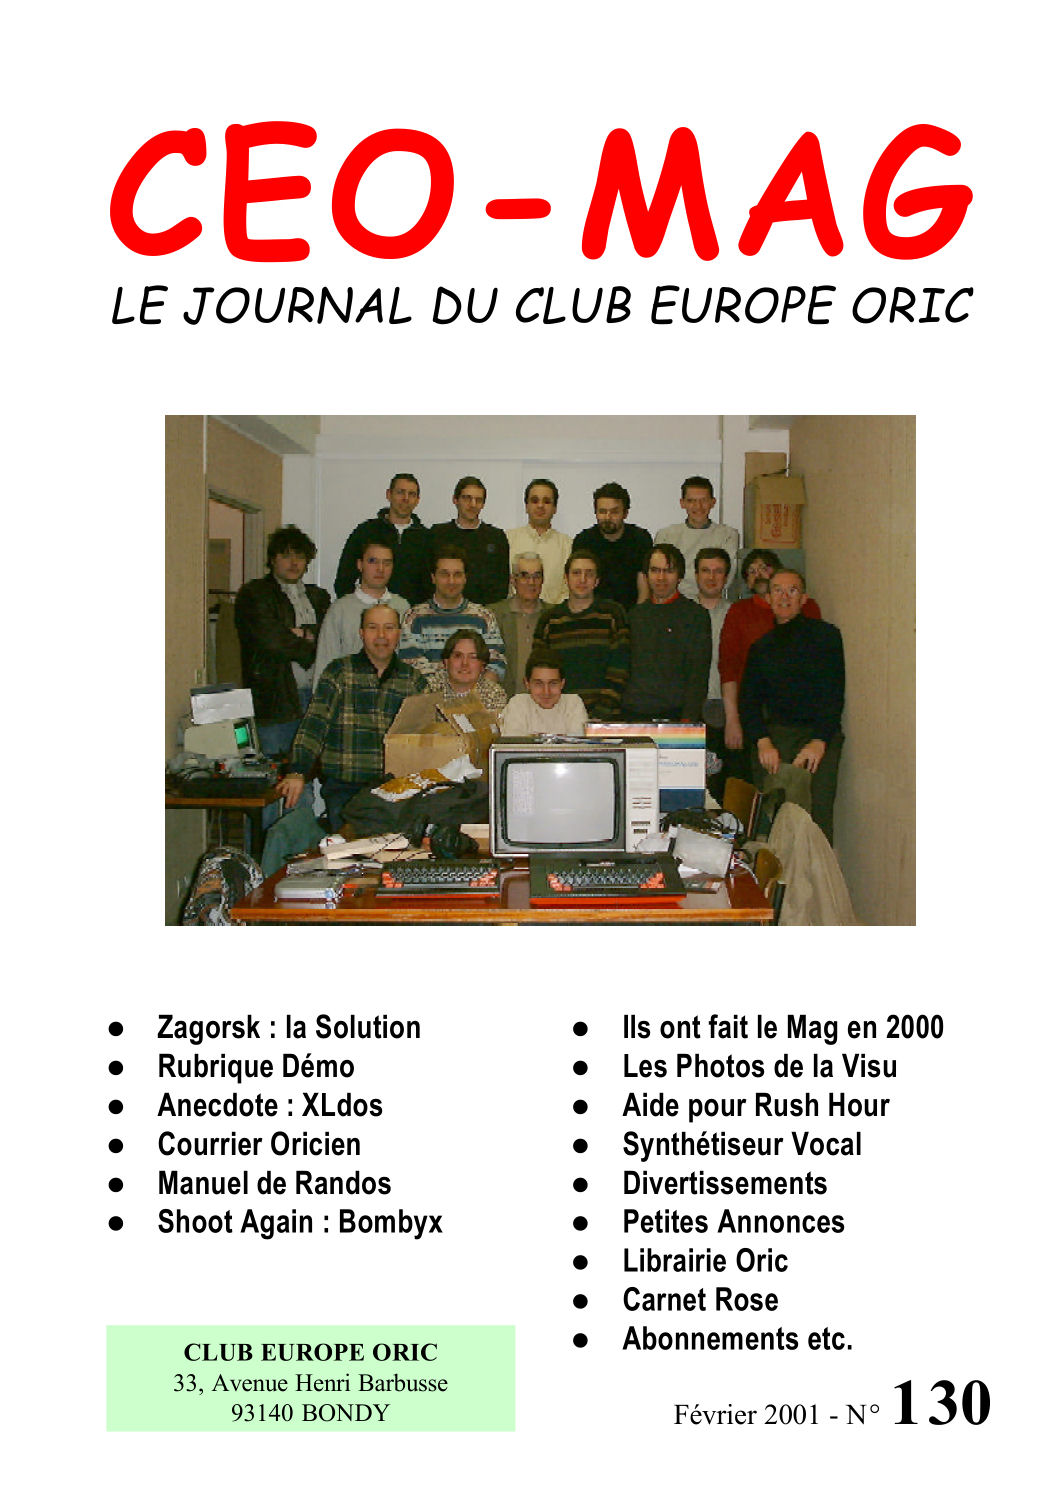 CEO-MAG
LE JOURNAL DU CLUB EUROPE ORIC
● Zagorsk : la Solution
● Rubrique Démo
● Anecdote : XLdos
● Courrier Oricien
● Manuel de Randos
● Shoot Again : Bombyx
● Ils ont fait le Mag en 2000
● Les Photos de la Visu
● Aide pour Rush Hour
● Synthétiseur Vocal
● Divertissements
● Petites Annonces
● Librairie Oric
● Carnet Rose
● Abonnements etc.
CLUB EUROPE ORIC
33, Avenue Henri Barbusse
93140 BONDY
Février 2001 - N° 130